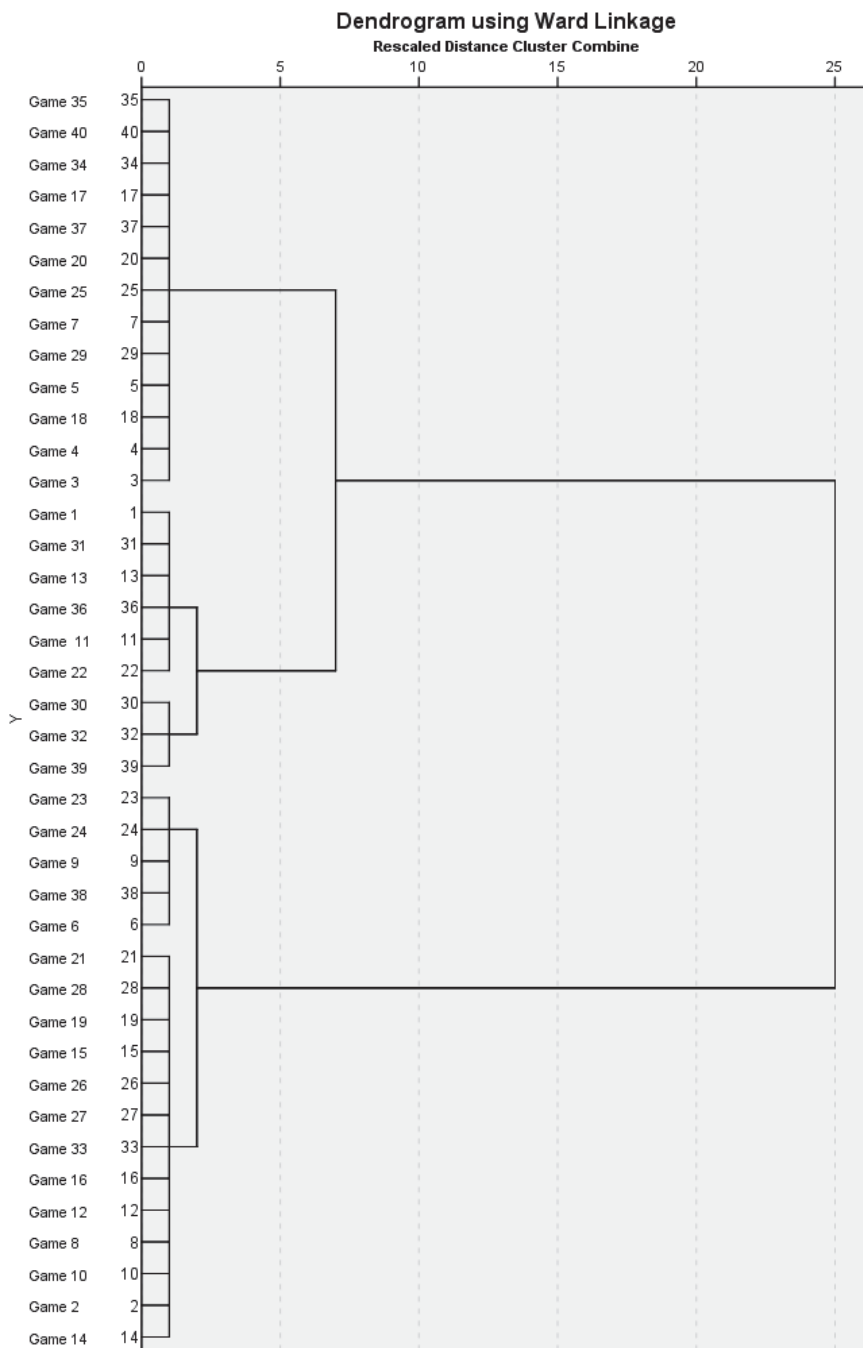 Dendrogram using Ward Linkage
Rescaled Distance Cluster Combine
0 5 10 15 20 25
Game 35 35
Game 40 40
Game 34 34
Game 17 17
Game 37 37
Game 20 20
Game 25 25
Game 7 7
Game 29 29
Game 5 5
Game 18 18
Game 4 4
Game 3 3
Game 1 1
Game 31 31
Game 13 13
Game 36 36
Game 11 11
Game 22 22
Game 30 30
Y
Game 32 32
Game 39 39
Game 23 23
Game 24 24
Game 9 9
Game 38 38
Game 6 6
Game 21 21
Game 28 28
Game 19 19
Game 15 15
Game 26 26
Game 27 27
Game 33 33
Game 16 16
Game 12 12
Game 8 8
Game 10 10
Game 2 2
Game 14 14